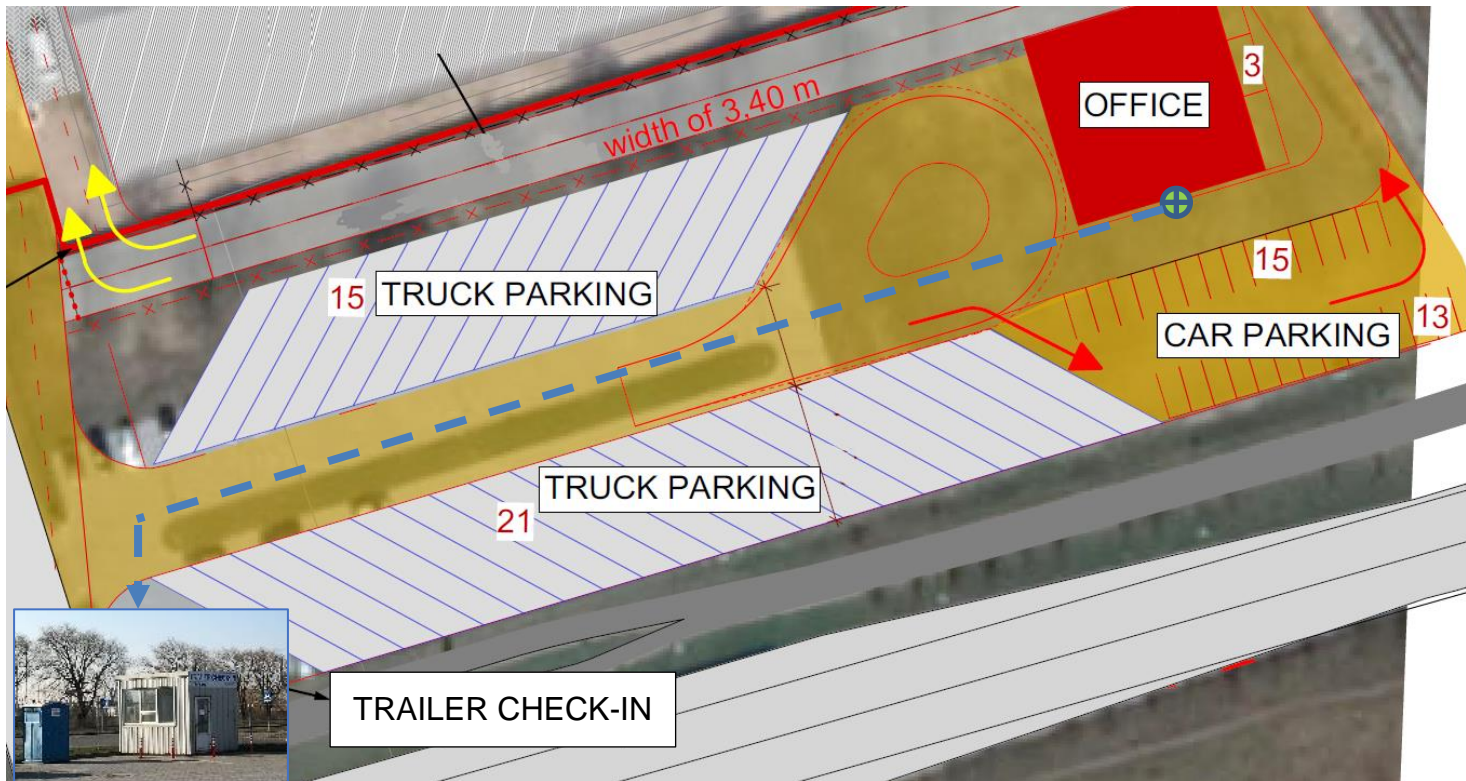 3
OFFICE
width of 3,40 m
15
15 TRUCK PARKING
CAR PARKING
13
TRUCK PARKING
21
TRAILER CHECK-IN